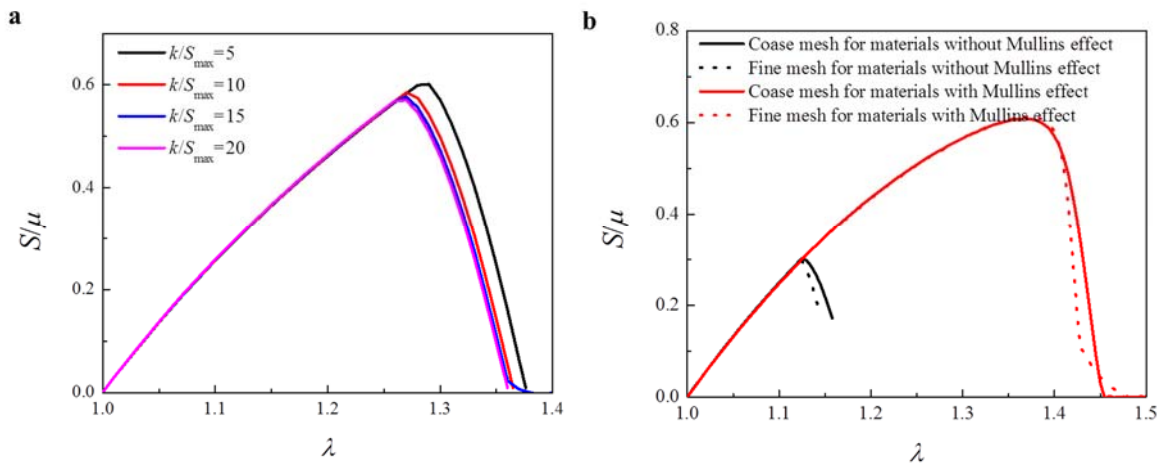 a
k/Smax=5
k/Smax=10
k/Smax=15
k/Smax=20
S/μ
0.6
0.4
0.2
0.0
1.0 1.1 1.2 1.3 1.4
λ
b
Coase mesh for materials without Mullins effect
Fine mesh for materials without Mullins effect
Coase mesh for materials with Mullins effect
Fine mesh for materials with Mullins effect
S/μ
0.8
0.6
0.4
0.2
0.0
1.0 1.1 1.2 1.3 1.4 1.5
λ